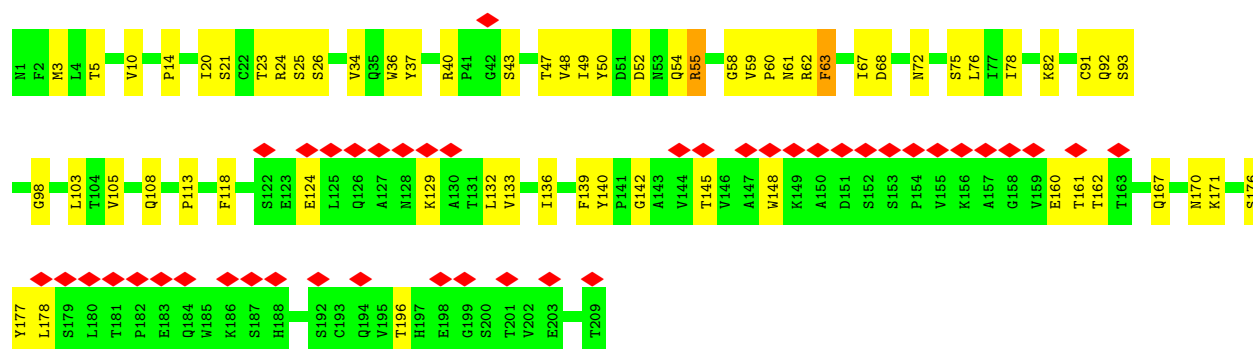 N1 F2 M3 L4 T5 V10 P14 I20 S21 C22 T23 R24 S25 S26 V34 Q35 W36 Y37 R40 P41 G42 S43 T47 V48 I49 Y50 D51 D52 N53 Q54 R55 G58 V59 P60 N61 R62 F63 I67 D68 N72 S75 L76 I77 I78 K82 C91 Q92 S93
G98 L103 T104 V105 Q108 P113 F118 S122 E123 E124 L125 Q126 A127 N128 K129 A130 T131 L132 V133 I136 F139 Y140 P141 G142 A143 V144 T145 V146 A147 W148 K149 A150 D151 S152 S153 P154 V155 K156 A157 G158 V159 E160 T161 T162 T163 Q167 N170 K171 S176
Y177 L178 S179 L180 T181 P182 E183 Q184 W185 K186 S187 H188 S192 C193 Q194 V195 T196 H197 E198 G199 S200 T201 V202 E203 T209